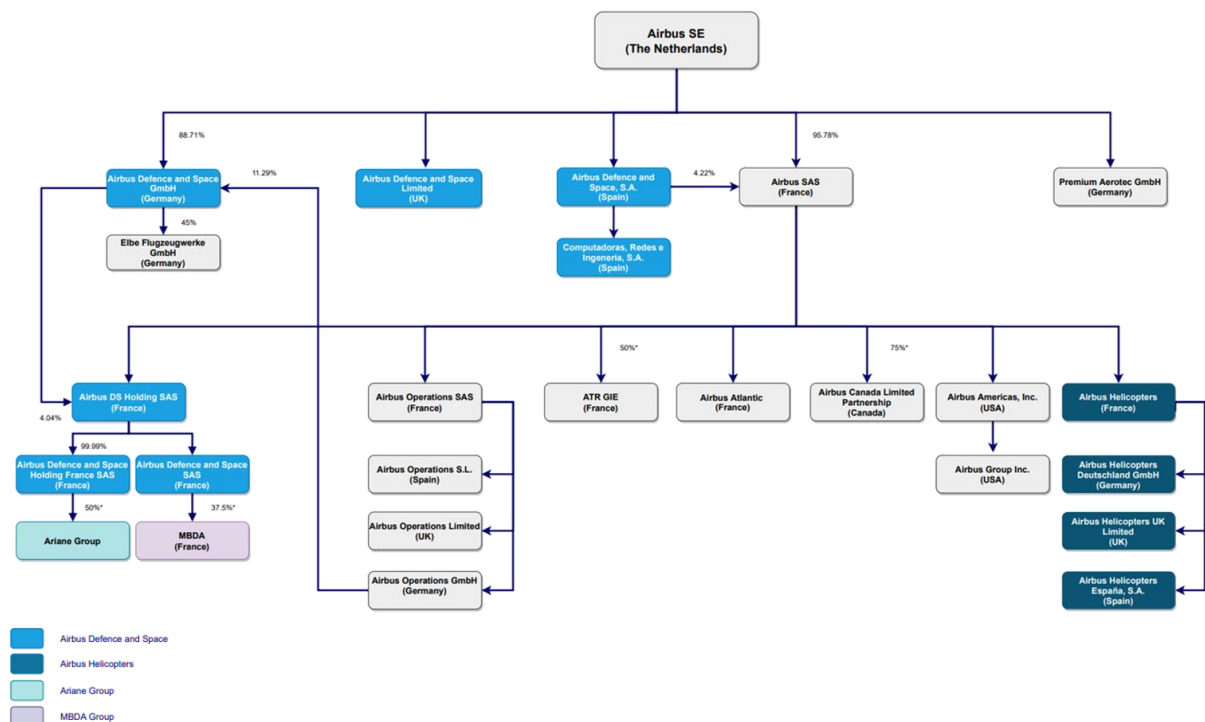 Airbus SE
(The Netherlands)
88.71%
95.78%
Airbus Defence and Space
GmbH
(Germany)
11.29%
Airbus Defence and Space
Limited
(UK)
Airbus Defence and
Space, S.A.
(Spain)
4.22%
Airbus SAS
(France)
Premium Aerotec GmbH
(Germany)
45%
Elbe Flugzeugwerke
GmbH
(Germany)
Computadoras, Redes e
Ingeneria, S.A.
(Spain)
50%*
75%*
Airbus DS Holding SAS
(France)
Airbus Operations SAS
(France)
ATR GIE
(France)
Airbus Atlantic
(France)
Airbus Canada Limited
Partnership
(Canada)
Airbus Americas, Inc.
(USA)
Airbus Helicopters
(France)
4.04%
99.99%
Airbus Defence and Space
Holding France SAS
(France)
Airbus Defence and Space
SAS
(France)
Airbus Operations S.L.
(Spain)
Airbus Group Inc.
(USA)
Airbus Helicopters
Deutschland GmbH
(Germany)
50%*
37.5%*
Ariane Group
MBDA
(France)
Airbus Operations Limited
(UK)
Airbus Helicopters UK
Limited
(UK)
Airbus Operations GmbH
(Germany)
Airbus Helicopters
España, S.A.
(Spain)
Airbus Defence and Space
Airbus Helicopters
Ariane Group
MBDA Group